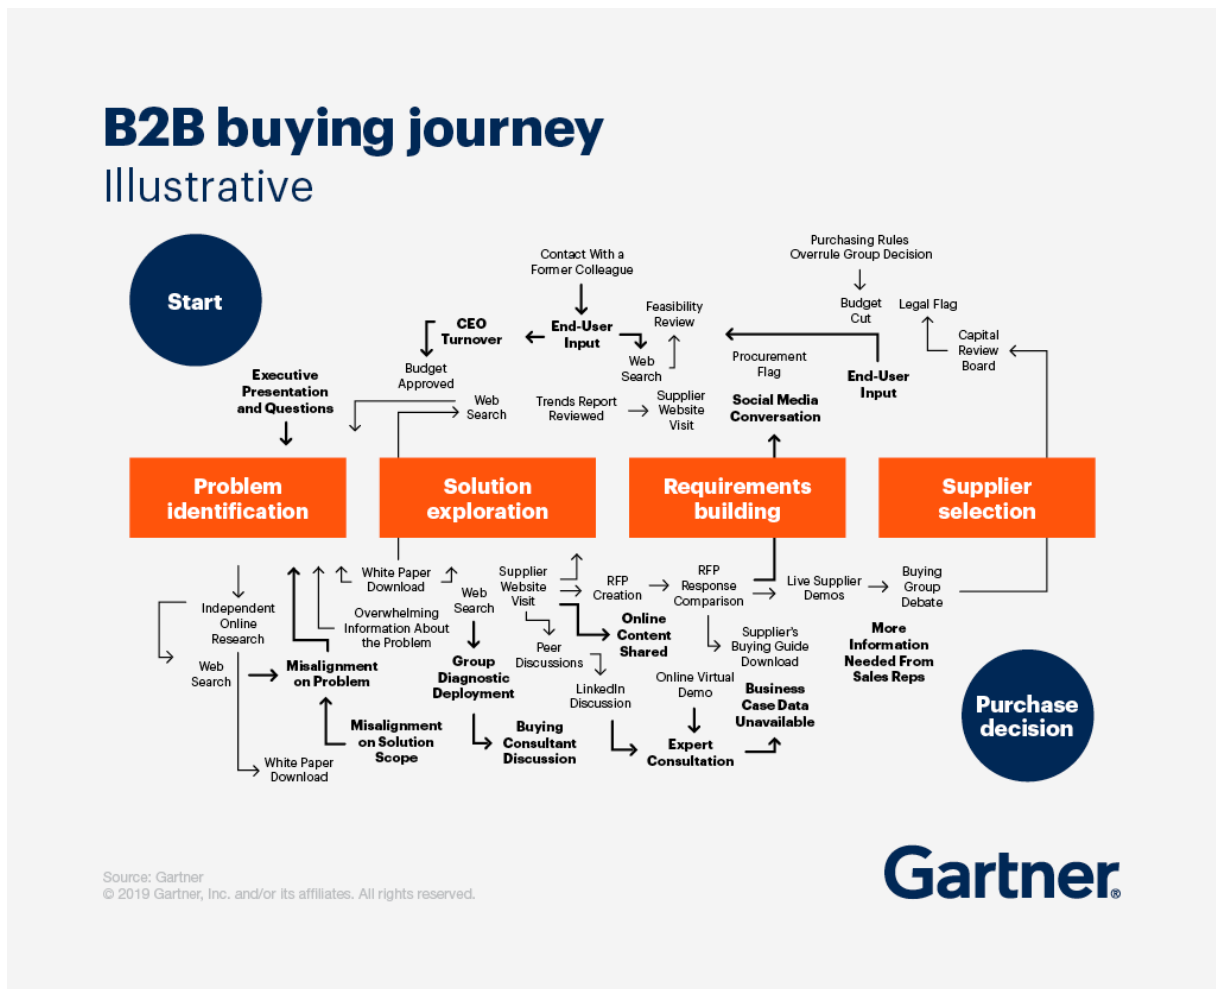 B2B buying journey
Illustrative
Start
Contact With a
Former Colleague
Purchasing Rules
Overrule Group Decision
Feasibility
Review
Budget
Cut
Legal Flag
CEO
Turnover
End-User
Input
Web
Search
Procurement
Flag
End-User
Input
Capital
Review
Board
Executive
Presentation
and Questions
Budget
Approved
Web
Search
Trends Report
Reviewed
Supplier
Website
Visit
Social Media
Conversation
Problem
identification
Solution
exploration
Requirements
building
Supplier
selection
Independent
Online
Research
White Paper
Download
Overwhelming
Information About
the Problem
Web
Search
Supplier
Website
Visit
RFP
Creation
RFP
Response
Comparison
Live Supplier
Demos
Buying
Group
Debate
Web
Search
Misalignment
on Problem
Group
Diagnostic
Deployment
Peer
Discussions
Online
Content
Shared
Supplier's
Buying Guide
Download
More
Information
Needed From
Sales Reps
LinkedIn
Discussion
Online Virtual
Demo
Business
Case Data
Unavailable
Purchase
decision
White Paper
Download
Misalignment
on Solution
Scope
Buying
Consultant
Discussion
Expert
Consultation
Source: Gartner
© 2019 Gartner, Inc. and/or its affiliates. All rights reserved.
Gartner®